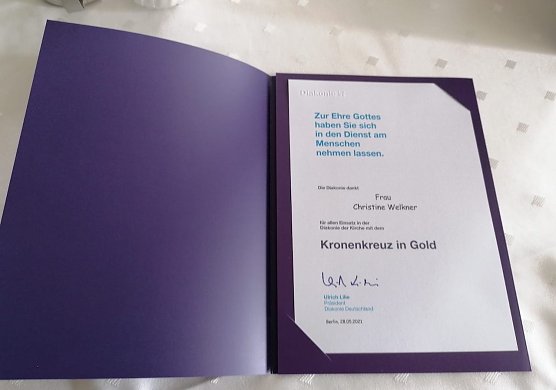 Diakonie
Zur Ehre Gottes
haben Sie sich
in den Dienst am
Menschen
nehmen lassen.
Die Diakonie dankt
Frau
Christine Welkner
für allen Einsatz in der
Diakonie der Kirche mit dem
Kronenkreuz in Gold
Ulrich Lilie
Präsident
Diakonie Deutschland
Berlin, 28.05.2021